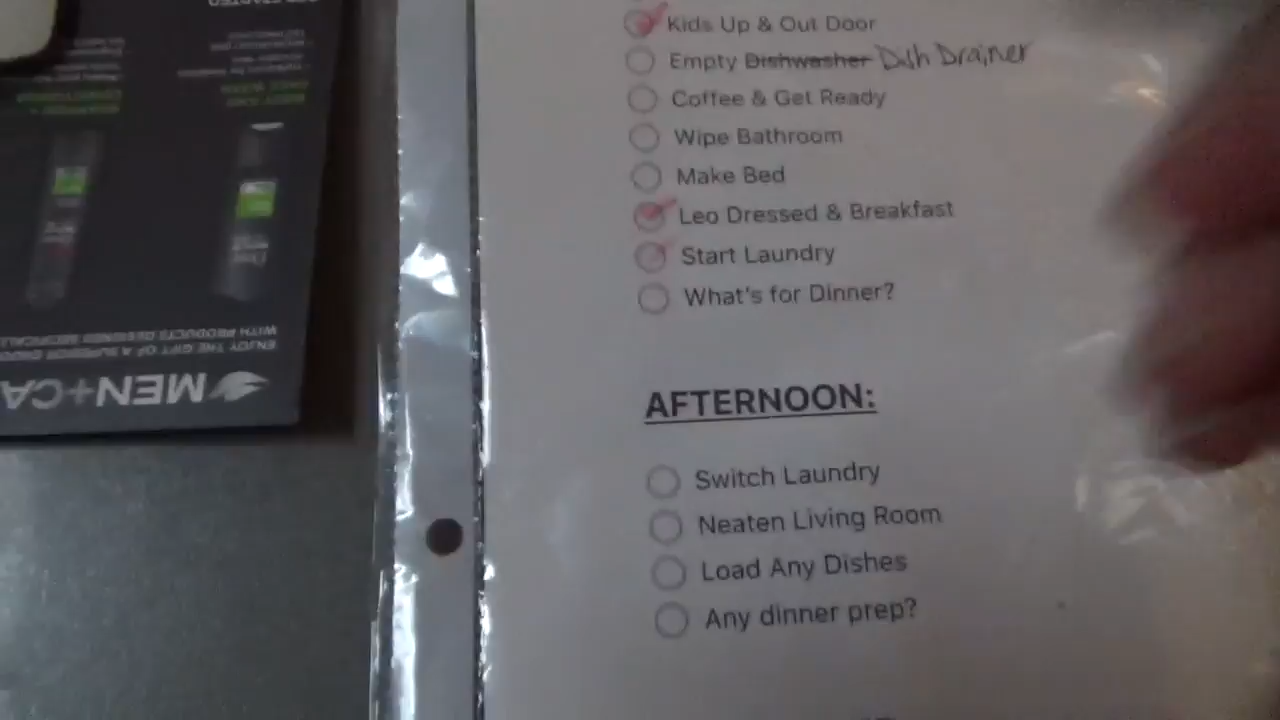 Kids Up & Out Door
Empty Dishwasher Dish Drainer
Coffee & Get Ready
Wipe Bathroom
Make Bed
Leo Dressed & Breakfast
Start Laundry
What's for Dinner?
AFTERNOON:
Switch Laundry
Neaten Living Room
Load Any Dishes
Any dinner prep?
MEN+CA
ENJOY THE GIFT OF A SUPERIOR
WITH PRODUCTS DESIGNED